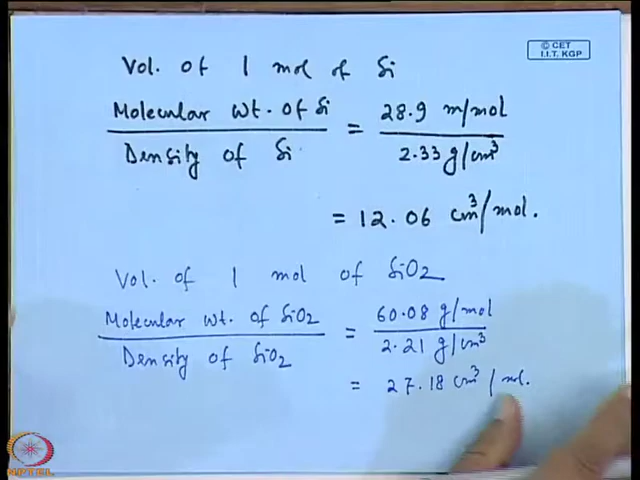 © CET
I.I.T. KGP
Vol. of 1 mol of Si
Molecular wt. of Si = 28.9 m/mol
Density of Si 2.33 g/cm³
= 12.06 cm³/mol.
Vol. of 1 mol of SiO₂
Molecular wt. of SiO₂ = 60.08 g/mol
Density of SiO₂ 2.21 g/cm³
= 27.18 cm³/mol.
NPTEL